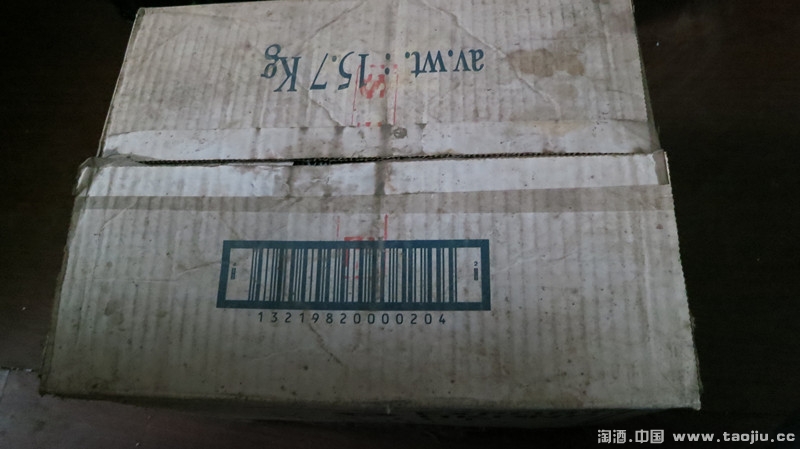 av.wt. : 15.7 Kg
13219820000204
淘酒.中国 www.taojiu.cc